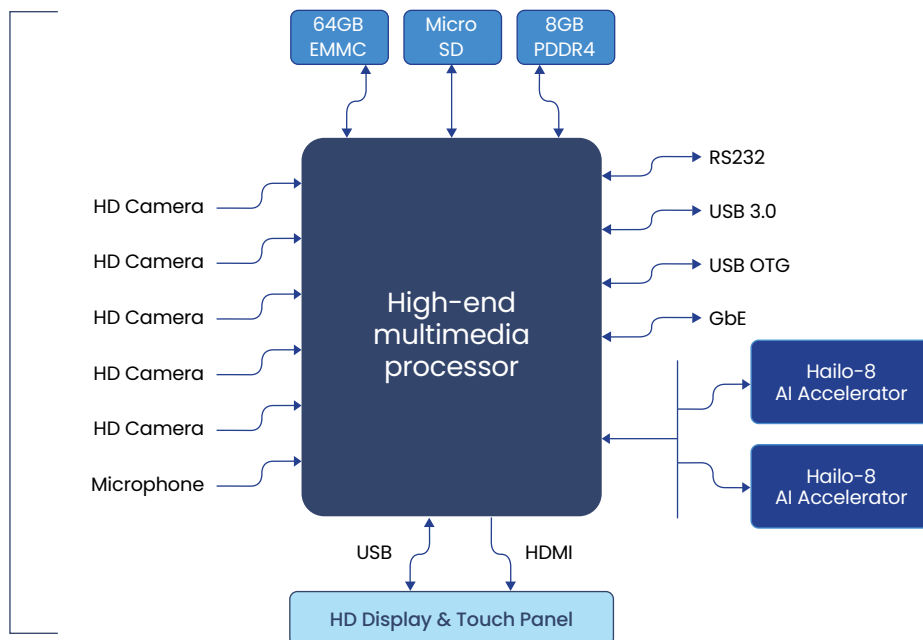 64GB
EMMC
Micro
SD
8GB
PDDR4
HD Camera
HD Camera
HD Camera
HD Camera
HD Camera
Microphone
High-end
multimedia
processor
RS232
USB 3.0
USB OTG
GbE
Hailo-8
AI Accelerator
Hailo-8
AI Accelerator
USB
HDMI
HD Display & Touch Panel